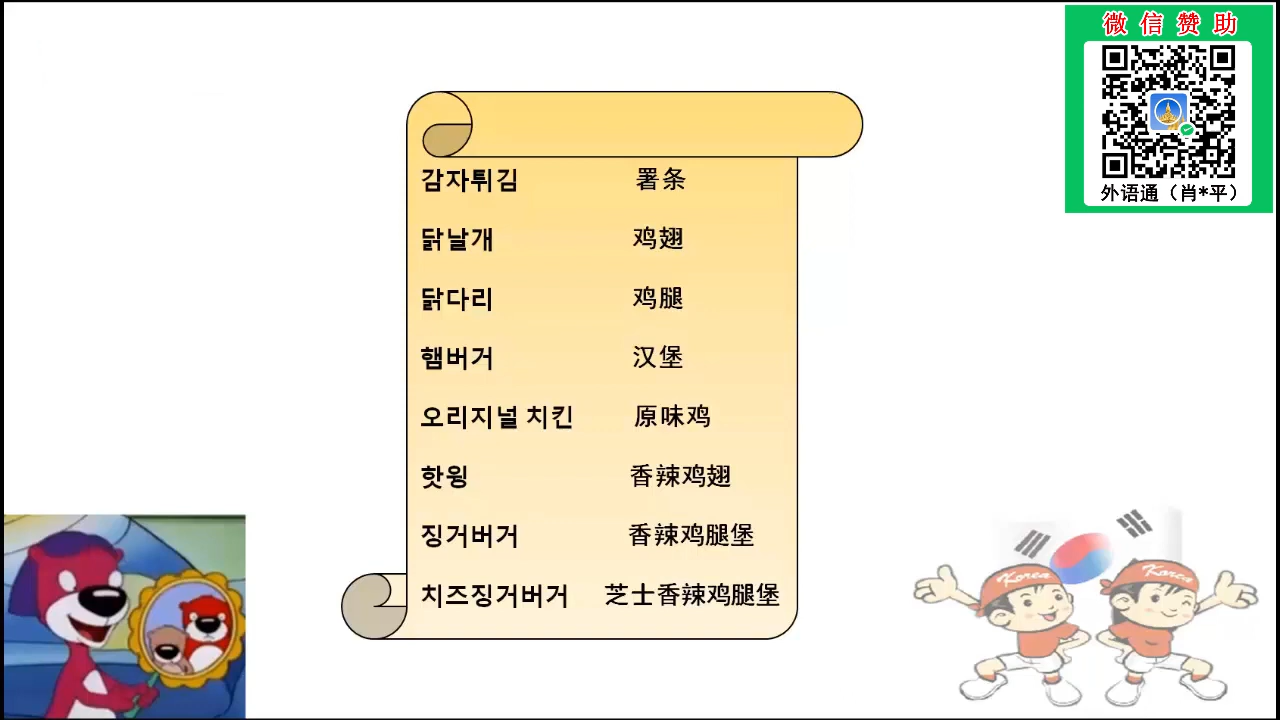 微信赞助
外语通（肖*平）
감자튀김 署条
닭날개 鸡翅
닭다리 鸡腿
햄버거 汉堡
오리지널 치킨 原味鸡
핫윙 香辣鸡翅
징거버거 香辣鸡腿堡
치즈징거버거 芝士香辣鸡腿堡
Korea
Korea